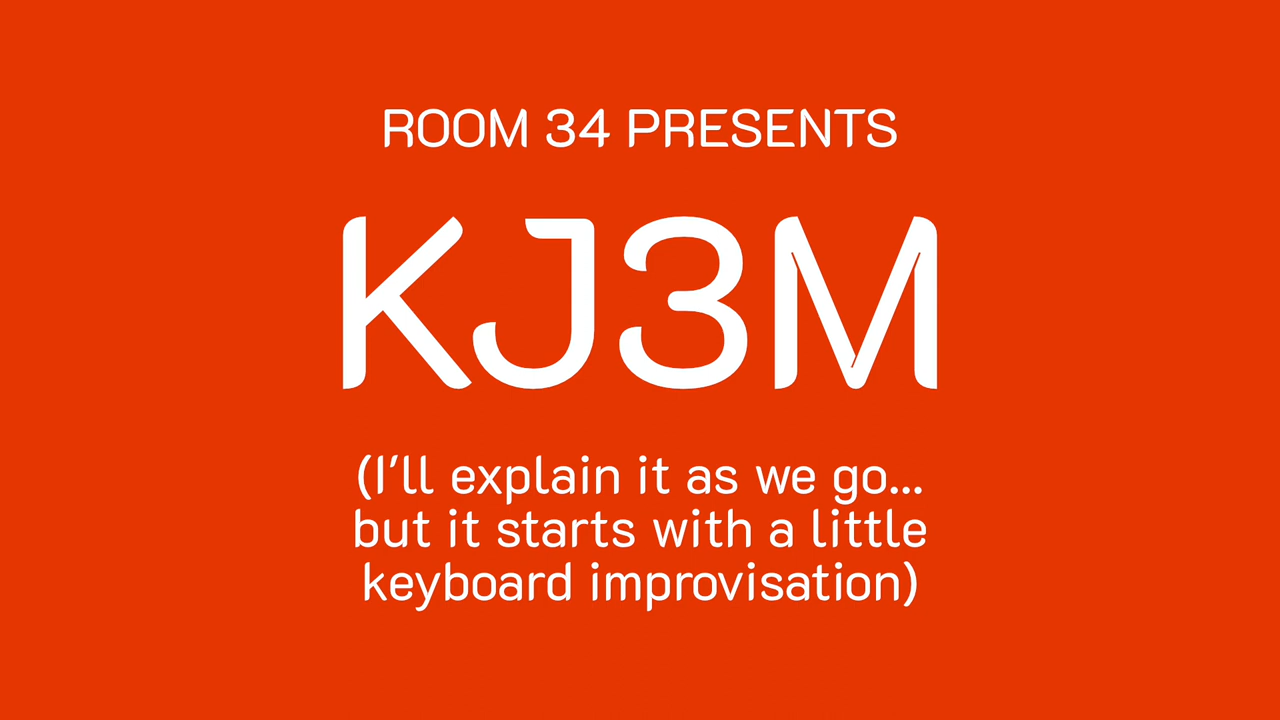 ROOM 34 PRESENTS
KJ3M
(I'll explain it as we go...
but it starts with a little
keyboard improvisation)